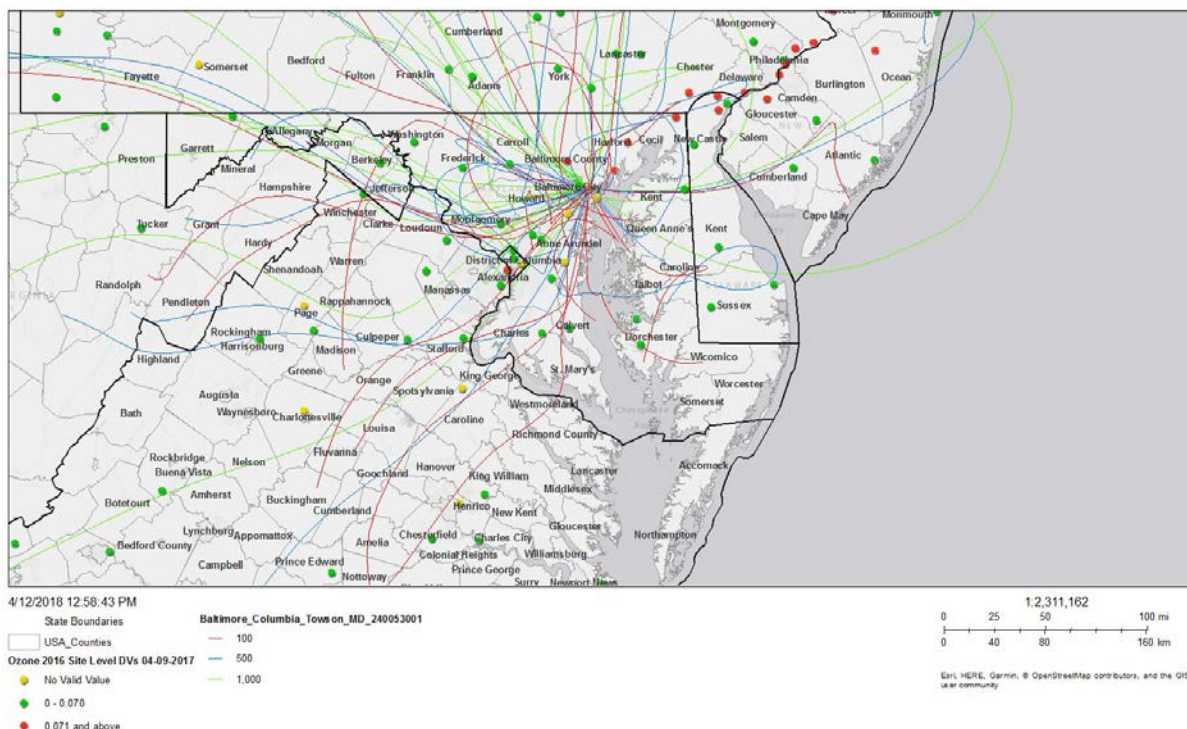 Cumberland
Montgomery
Monmouth
Bedford
Lancaster
Somerset
Philadelphia
Fayette
Fulton
Franklin
York
Chester
Ocean
Adams
Delaware
Burlington
Camden
Gloucester
Allegany
Washington
Harford
Cecil
New Castle
Salem
Garrett
Morgan
Carroll
Preston
Berkeley
Frederick
Baltimore County
Atlantic
Mineral
Cumberland
Hampshire
Jefferson
Baltimore City
Howard
Kent
Winchester
Cape May
Tucker
Grant
Clarke
Montgomery
Loudoun
Queen Anne's
Kent
Hardy
Anne Arundel
Warren
District of Columbia
Caroline
Shenandoah
Alexandria
Talbot
Randolph
Manassas
Pendleton
Rappahannock
Page
Sussex
Rockingham
Culpeper
Charles
Calvert
Dorchester
Harrisonburg
Stafford
Highland
Madison
Wicomico
Greene
St. Mary's
Orange
King George
Worcester
Augusta
Spotsylvania
Somerset
Waynesboro
Westmoreland
Bath
Charlottesville
Caroline
Louisa
Richmond County
Fluvanna
Rockbridge
Nelson
Goochland
Hanover
Accomack
Buena Vista
King William
Lancaster
Middlesex
Botetourt
Amherst
Buckingham
Henrico
Cumberland
New Kent
Gloucester
Lynchburg
Appomattox
Amelia
Chesterfield
Charles City
Northampton
Bedford County
Colonial Heights
Williamsburg
Campbell
Prince Edward
Prince George
Nottoway
Surry
Newport News
4/12/2018 12:58:43 PM
State Boundaries
USA_Counties
Ozone 2016 Site Level DVs 04-09-2017
No Valid Value
0 - 0.070
0.071 and above
Baltimore_Columbia_Towson_MD_240053001
100
500
1,000
1:2,311,162
0 25 50 100 mi
0 40 80 160 km
Esri, HERE, Garmin, © OpenStreetMap contributors, and the GIS
user community